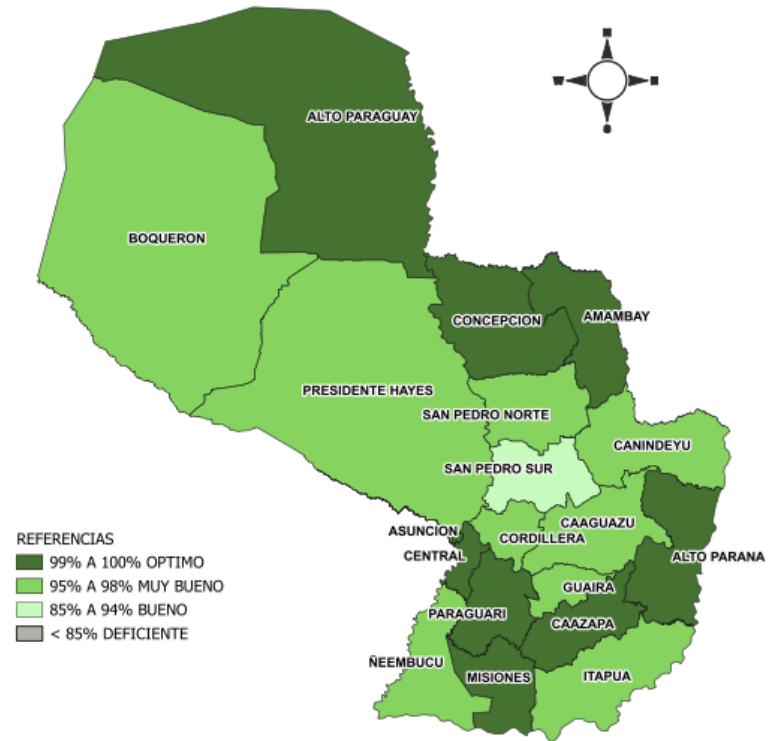 ALTO PARAGUAY
BOQUERON
CONCEPCION
AMAMBAY
PRESIDENTE HAYES
SAN PEDRO NORTE
CANINDEYU
SAN PEDRO SUR
CAAGUAZU
ASUNCION
CORDILLERA
CENTRAL
ALTO PARANA
GUAIRA
PARAGUARI
CAAZAPA
ÑEEMBUCU
MISIONES
ITAPUA
REFERENCIAS
99% A 100% OPTIMO
95% A 98% MUY BUENO
85% A 94% BUENO
< 85% DEFICIENTE